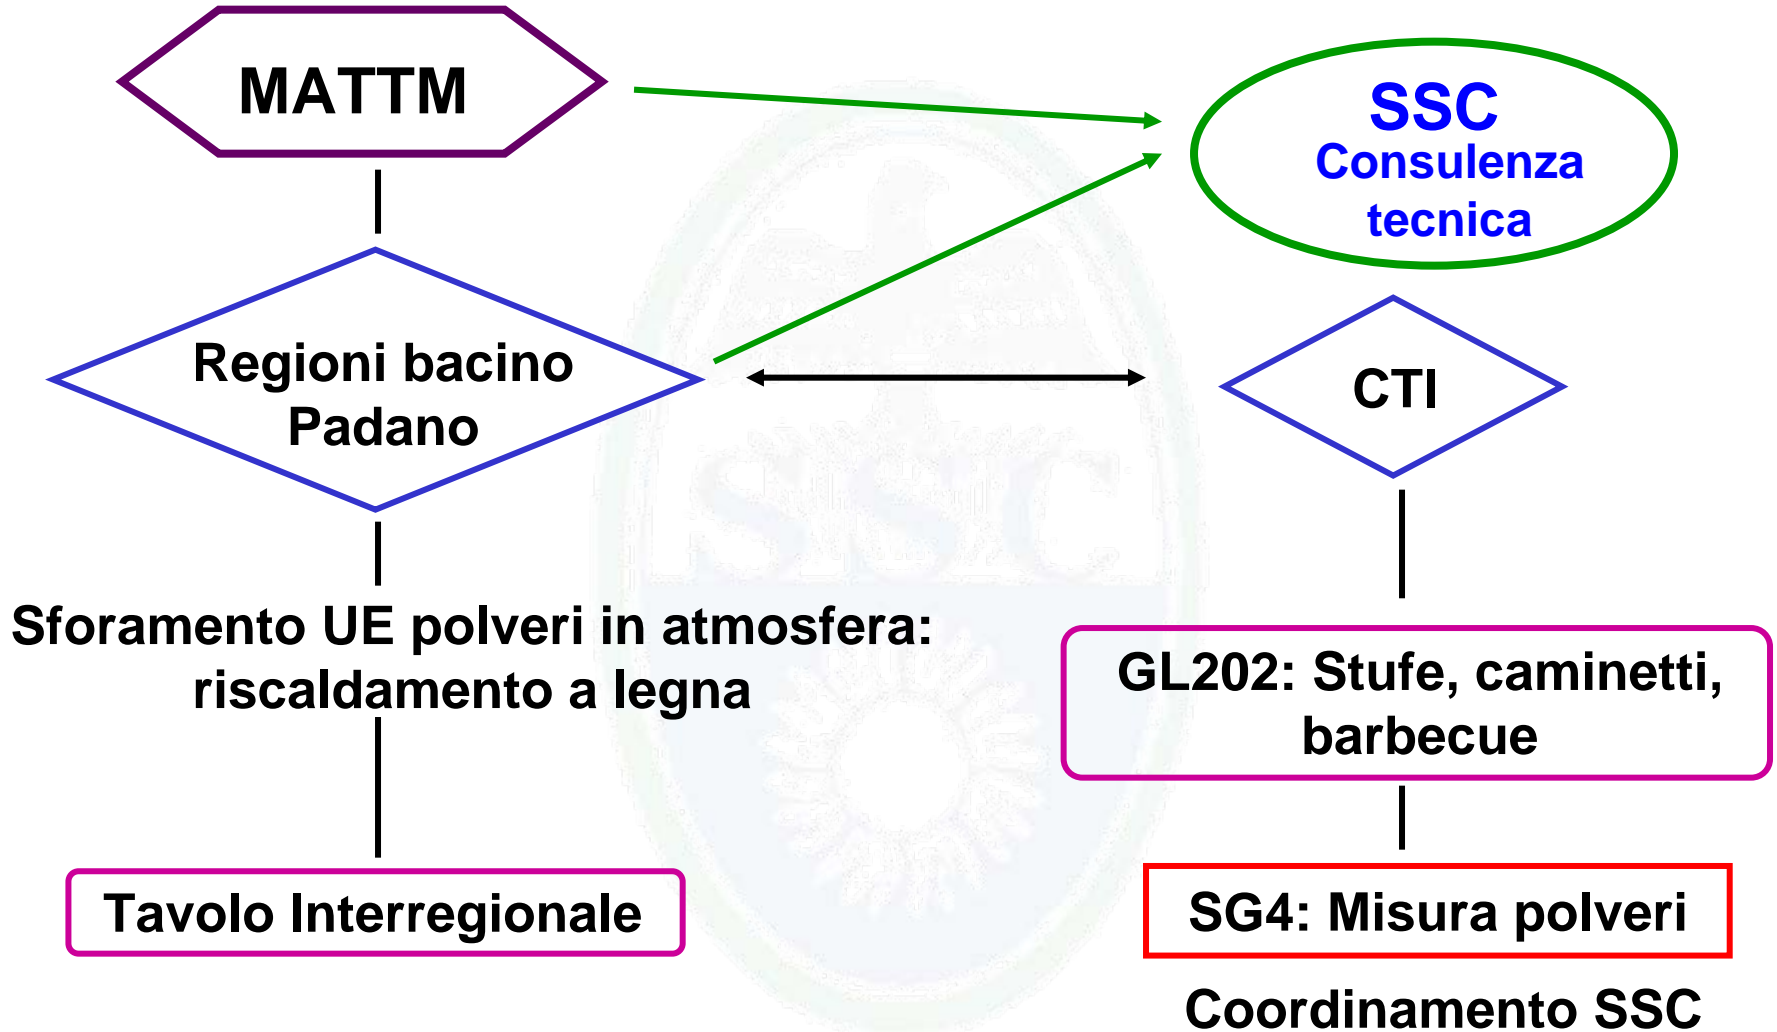 MATTM
SSC
Consulenza
tecnica
Regioni bacino
Padano
CTI
Sforamento UE polveri in atmosfera:
riscaldamento a legna
GL202: Stufe, caminetti,
barbecue
Tavolo Interregionale
SG4: Misura polveri
Coordinamento SSC
SSC